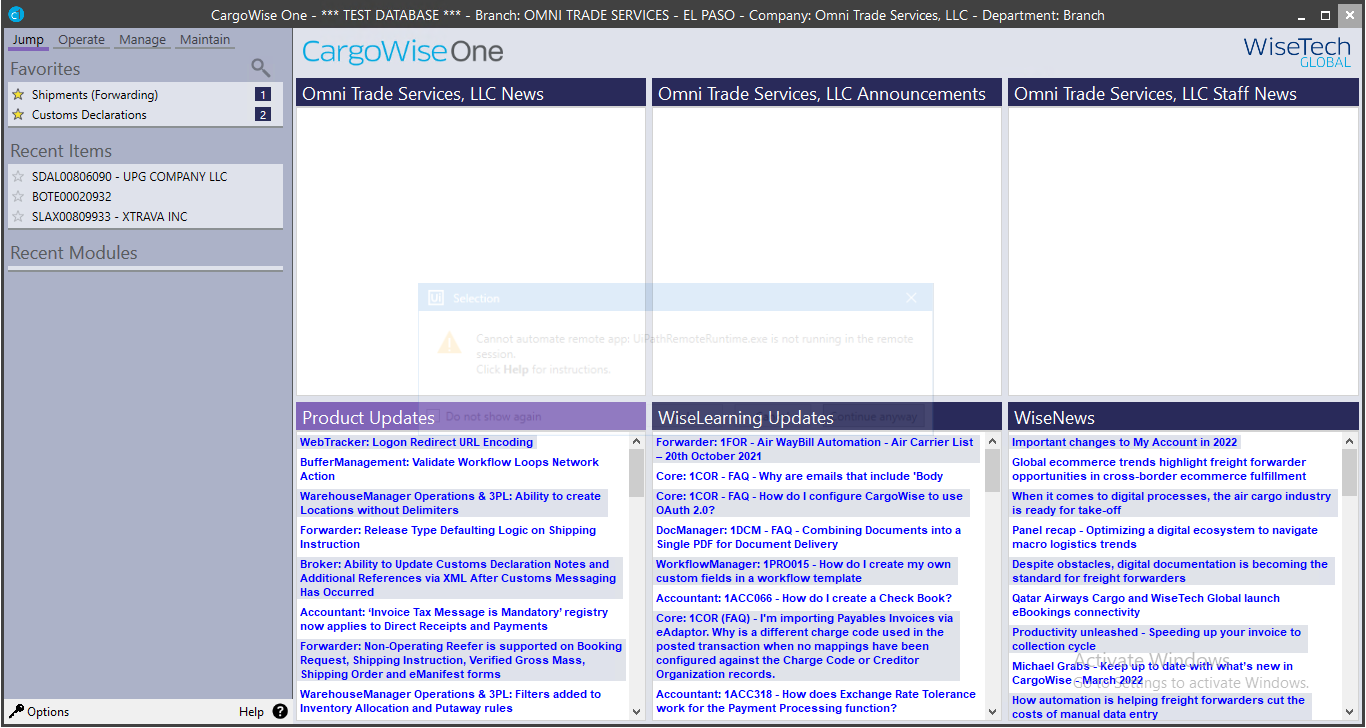 CargoWise One - *** TEST DATABASE *** - Branch: OMNI TRADE SERVICES - EL PASO - Company: Omni Trade Services, LLC - Department: Branch
Jump Operate Manage Maintain
Favorites
Shipments (Forwarding) 1
Customs Declarations 2
Recent Items
SDAL00806090 - UPG COMPANY LLC
BOTE00020932
SLAX00809933 - XTRAVA INC
Recent Modules
Options
Help ?
CargoWise One
WiseTech
GLOBAL
Omni Trade Services, LLC News
Omni Trade Services, LLC Announcements
Omni Trade Services, LLC Staff News
Ui Selection
Cannot automate remote app: UiPathRemoteRuntime.exe is not running in the remote
session.
Click Help for instructions.
Do not show again
Continue anyway
Product Updates
WebTracker: Logon Redirect URL Encoding
BufferManagement: Validate Workflow Loops Network
Action
WarehouseManager Operations & 3PL: Ability to create
Locations without Delimiters
Forwarder: Release Type Defaulting Logic on Shipping
Instruction
Broker: Ability to Update Customs Declaration Notes and
Additional References via XML After Customs Messaging
Has Occurred
Accountant: ‘Invoice Tax Message is Mandatory’ registry
now applies to Direct Receipts and Payments
Forwarder: Non-Operating Reefer is supported on Booking
Request, Shipping Instruction, Verified Gross Mass,
Shipping Order and eManifest forms
WarehouseManager Operations & 3PL: Filters added to
Inventory Allocation and Putaway rules
WiseLearning Updates
Forwarder: 1FOR - Air WayBill Automation - Air Carrier List
– 20th October 2021
Core: 1COR - FAQ - Why are emails that include 'Body
Core: 1COR - FAQ - How do I configure CargoWise to use
OAuth 2.0?
DocManager: 1DCM - FAQ - Combining Documents into a
Single PDF for Document Delivery
WorkflowManager: 1PRO015 - How do I create my own
custom fields in a workflow template
Accountant: 1ACC066 - How do I create a Check Book?
Core: 1COR (FAQ) - I'm importing Payables Invoices via
eAdaptor. Why is a different charge code used in the
posted transaction when no mappings have been
configured against the Charge Code or Creditor
Organization records.
Accountant: 1ACC318 - How does Exchange Rate Tolerance
work for the Payment Processing function?
WiseNews
Important changes to My Account in 2022
Global ecommerce trends highlight freight forwarder
opportunities in cross-border ecommerce fulfillment
When it comes to digital processes, the air cargo industry
is ready for take-off
Panel recap - Optimizing a digital ecosystem to navigate
macro logistics trends
Despite obstacles, digital documentation is becoming the
standard for freight forwarders
Qatar Airways Cargo and WiseTech Global launch
eBookings connectivity
Productivity unleashed - Speeding up your invoice to
collection cycle
Michael Grabs - Keep up to date with what's new in
CargoWise - March 2022
How automation is helping freight forwarders cut the
costs of manual data entry
Activate Windows
Go to Settings to activate Windows.